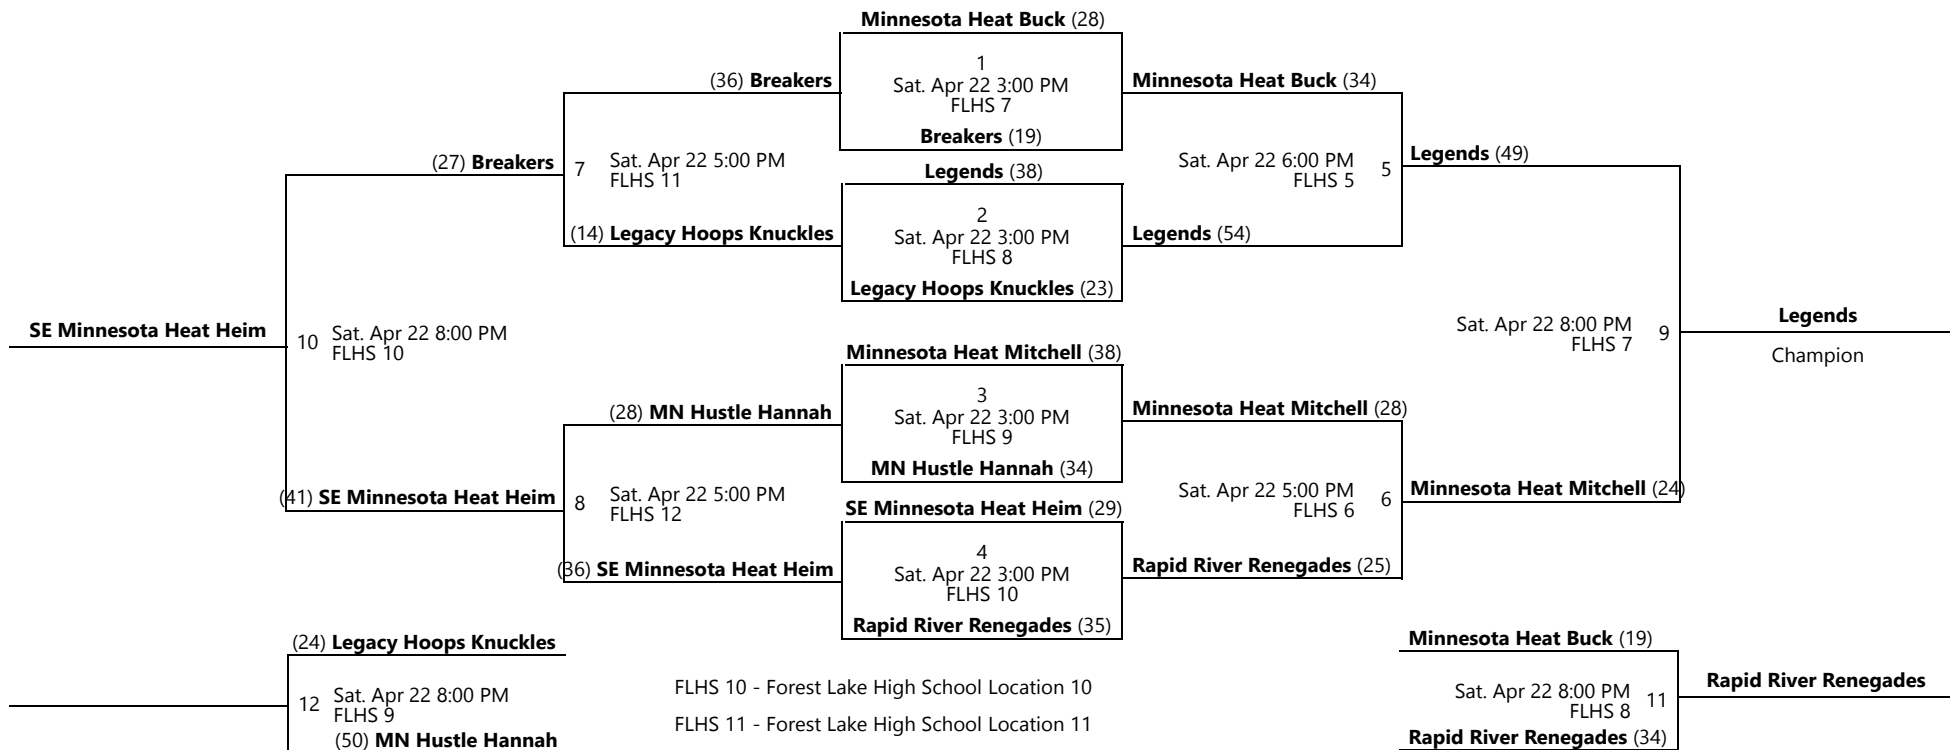 Minnesota Heat Buck (28)
1
Sat. Apr 22 3:00 PM
FLHS 7
Breakers (19)
(36) Breakers
Minnesota Heat Buck (34)
(27) Breakers
7 Sat. Apr 22 5:00 PM
FLHS 11
Legends (38)
2
Sat. Apr 22 3:00 PM
FLHS 8
Legacy Hoops Knuckles (23)
Sat. Apr 22 6:00 PM
FLHS 5 5
Legends (49)
(14) Legacy Hoops Knuckles
Legends (54)
SE Minnesota Heat Heim
10 Sat. Apr 22 8:00 PM
FLHS 10
Sat. Apr 22 8:00 PM
FLHS 7 9
Legends
Champion
Minnesota Heat Mitchell (38)
3
Sat. Apr 22 3:00 PM
FLHS 9
MN Hustle Hannah (34)
(28) MN Hustle Hannah
Minnesota Heat Mitchell (28)
(41) SE Minnesota Heat Heim
8 Sat. Apr 22 5:00 PM
FLHS 12
SE Minnesota Heat Heim (29)
4
Sat. Apr 22 3:00 PM
FLHS 10
Rapid River Renegades (35)
Sat. Apr 22 5:00 PM
FLHS 6 6
Minnesota Heat Mitchell (24)
(36) SE Minnesota Heat Heim
Rapid River Renegades (25)
(24) Legacy Hoops Knuckles
12 Sat. Apr 22 8:00 PM
FLHS 9
(50) MN Hustle Hannah
FLHS 10 - Forest Lake High School Location 10
FLHS 11 - Forest Lake High School Location 11
Minnesota Heat Buck (19)
Sat. Apr 22 8:00 PM
FLHS 8 11
Rapid River Renegades (34)
Rapid River Renegades